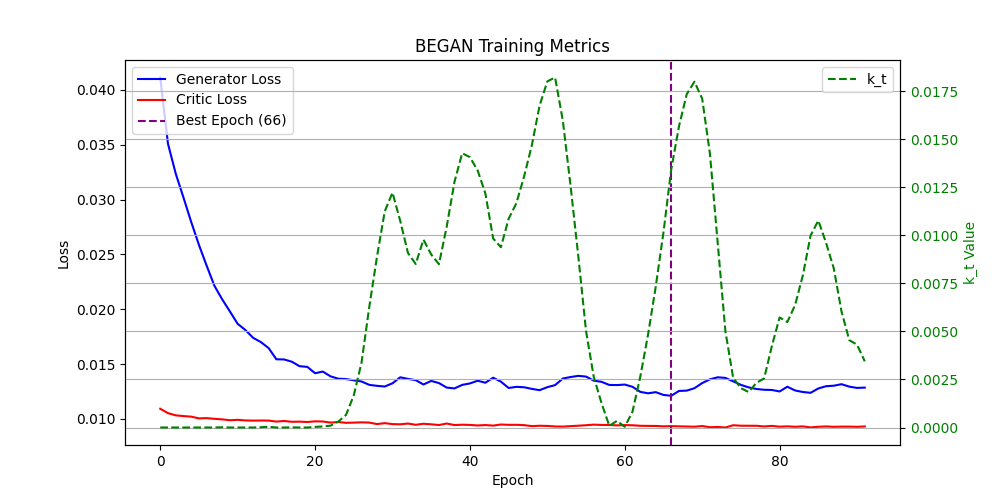 BEGAN Training Metrics
Generator Loss
Critic Loss
Best Epoch (66)
k_t
0.040
0.035
0.030
0.025
0.020
0.015
0.010
Loss
0.0175
0.0150
0.0125
0.0100
0.0075
0.0050
0.0025
0.0000
k_t Value
0
20
40
60
80
Epoch